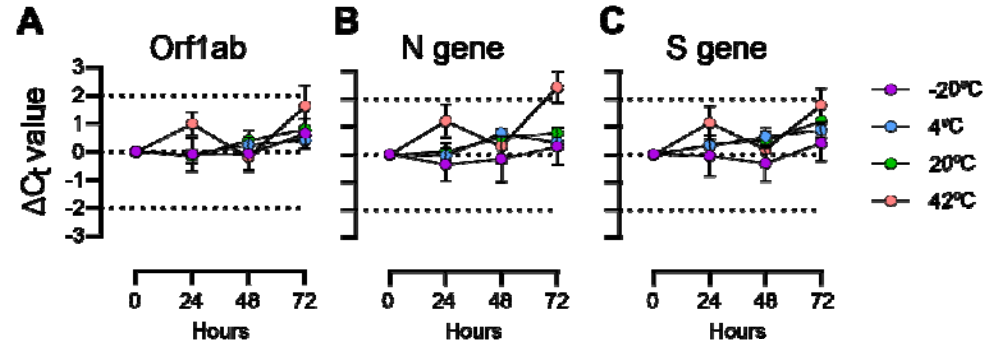 A
B
C
Orf1ab
N gene
S gene
ΔCt value
3
2
1
0
-1
-2
-3
0 24 48 72
Hours
0 24 48 72
Hours
0 24 48 72
Hours
-20ºC
4ºC
20ºC
42ºC